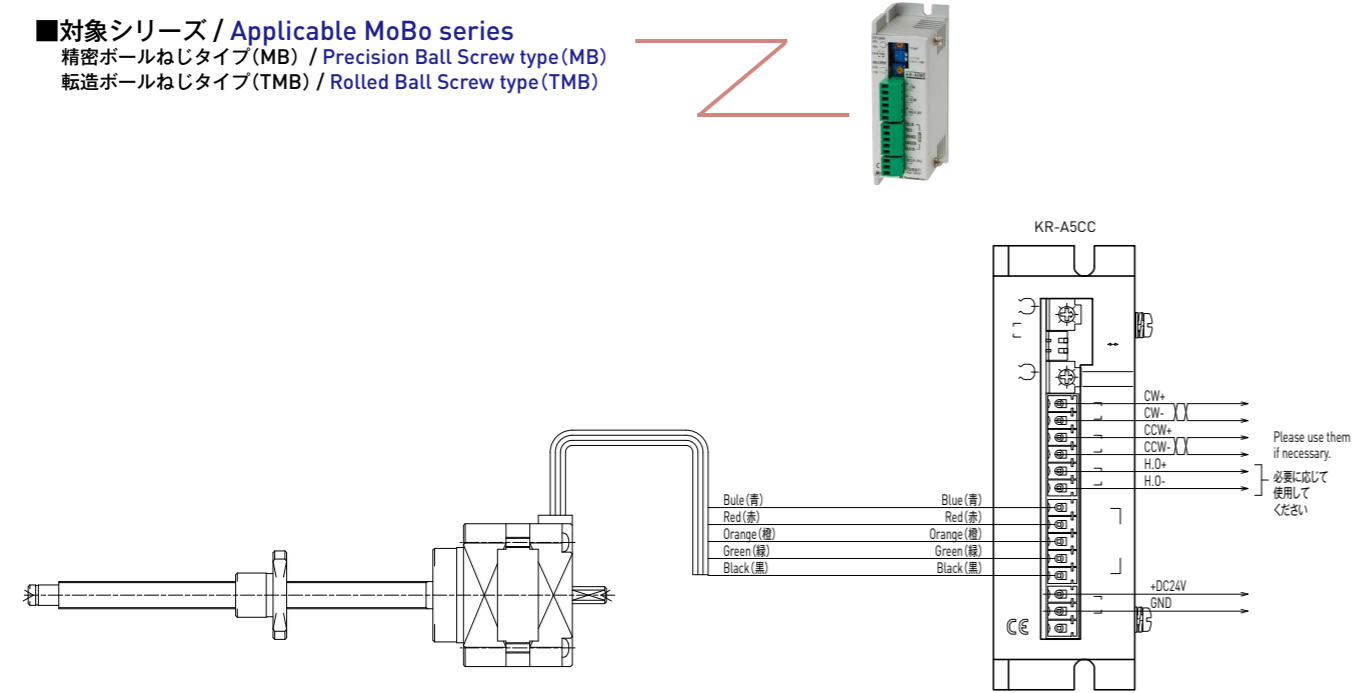 ■対象シリーズ / Applicable MoBo series
精密ボールねじタイプ(MB) / Precision Ball Screw type(MB)
転造ボールねじタイプ(TMB) / Rolled Ball Screw type(TMB)
KR-A5CC
CW+
CW-
CCW+
CCW-
H.O+
H.O-
Please use them
if necessary.
必要に応じて
使用して
ください
Bule(青)
Blue(青)
Red(赤)
Red(赤)
Orange(橙)
Orange(橙)
Green(緑)
Green(緑)
Black(黒)
Black(黒)
+DC24V
GND
CE